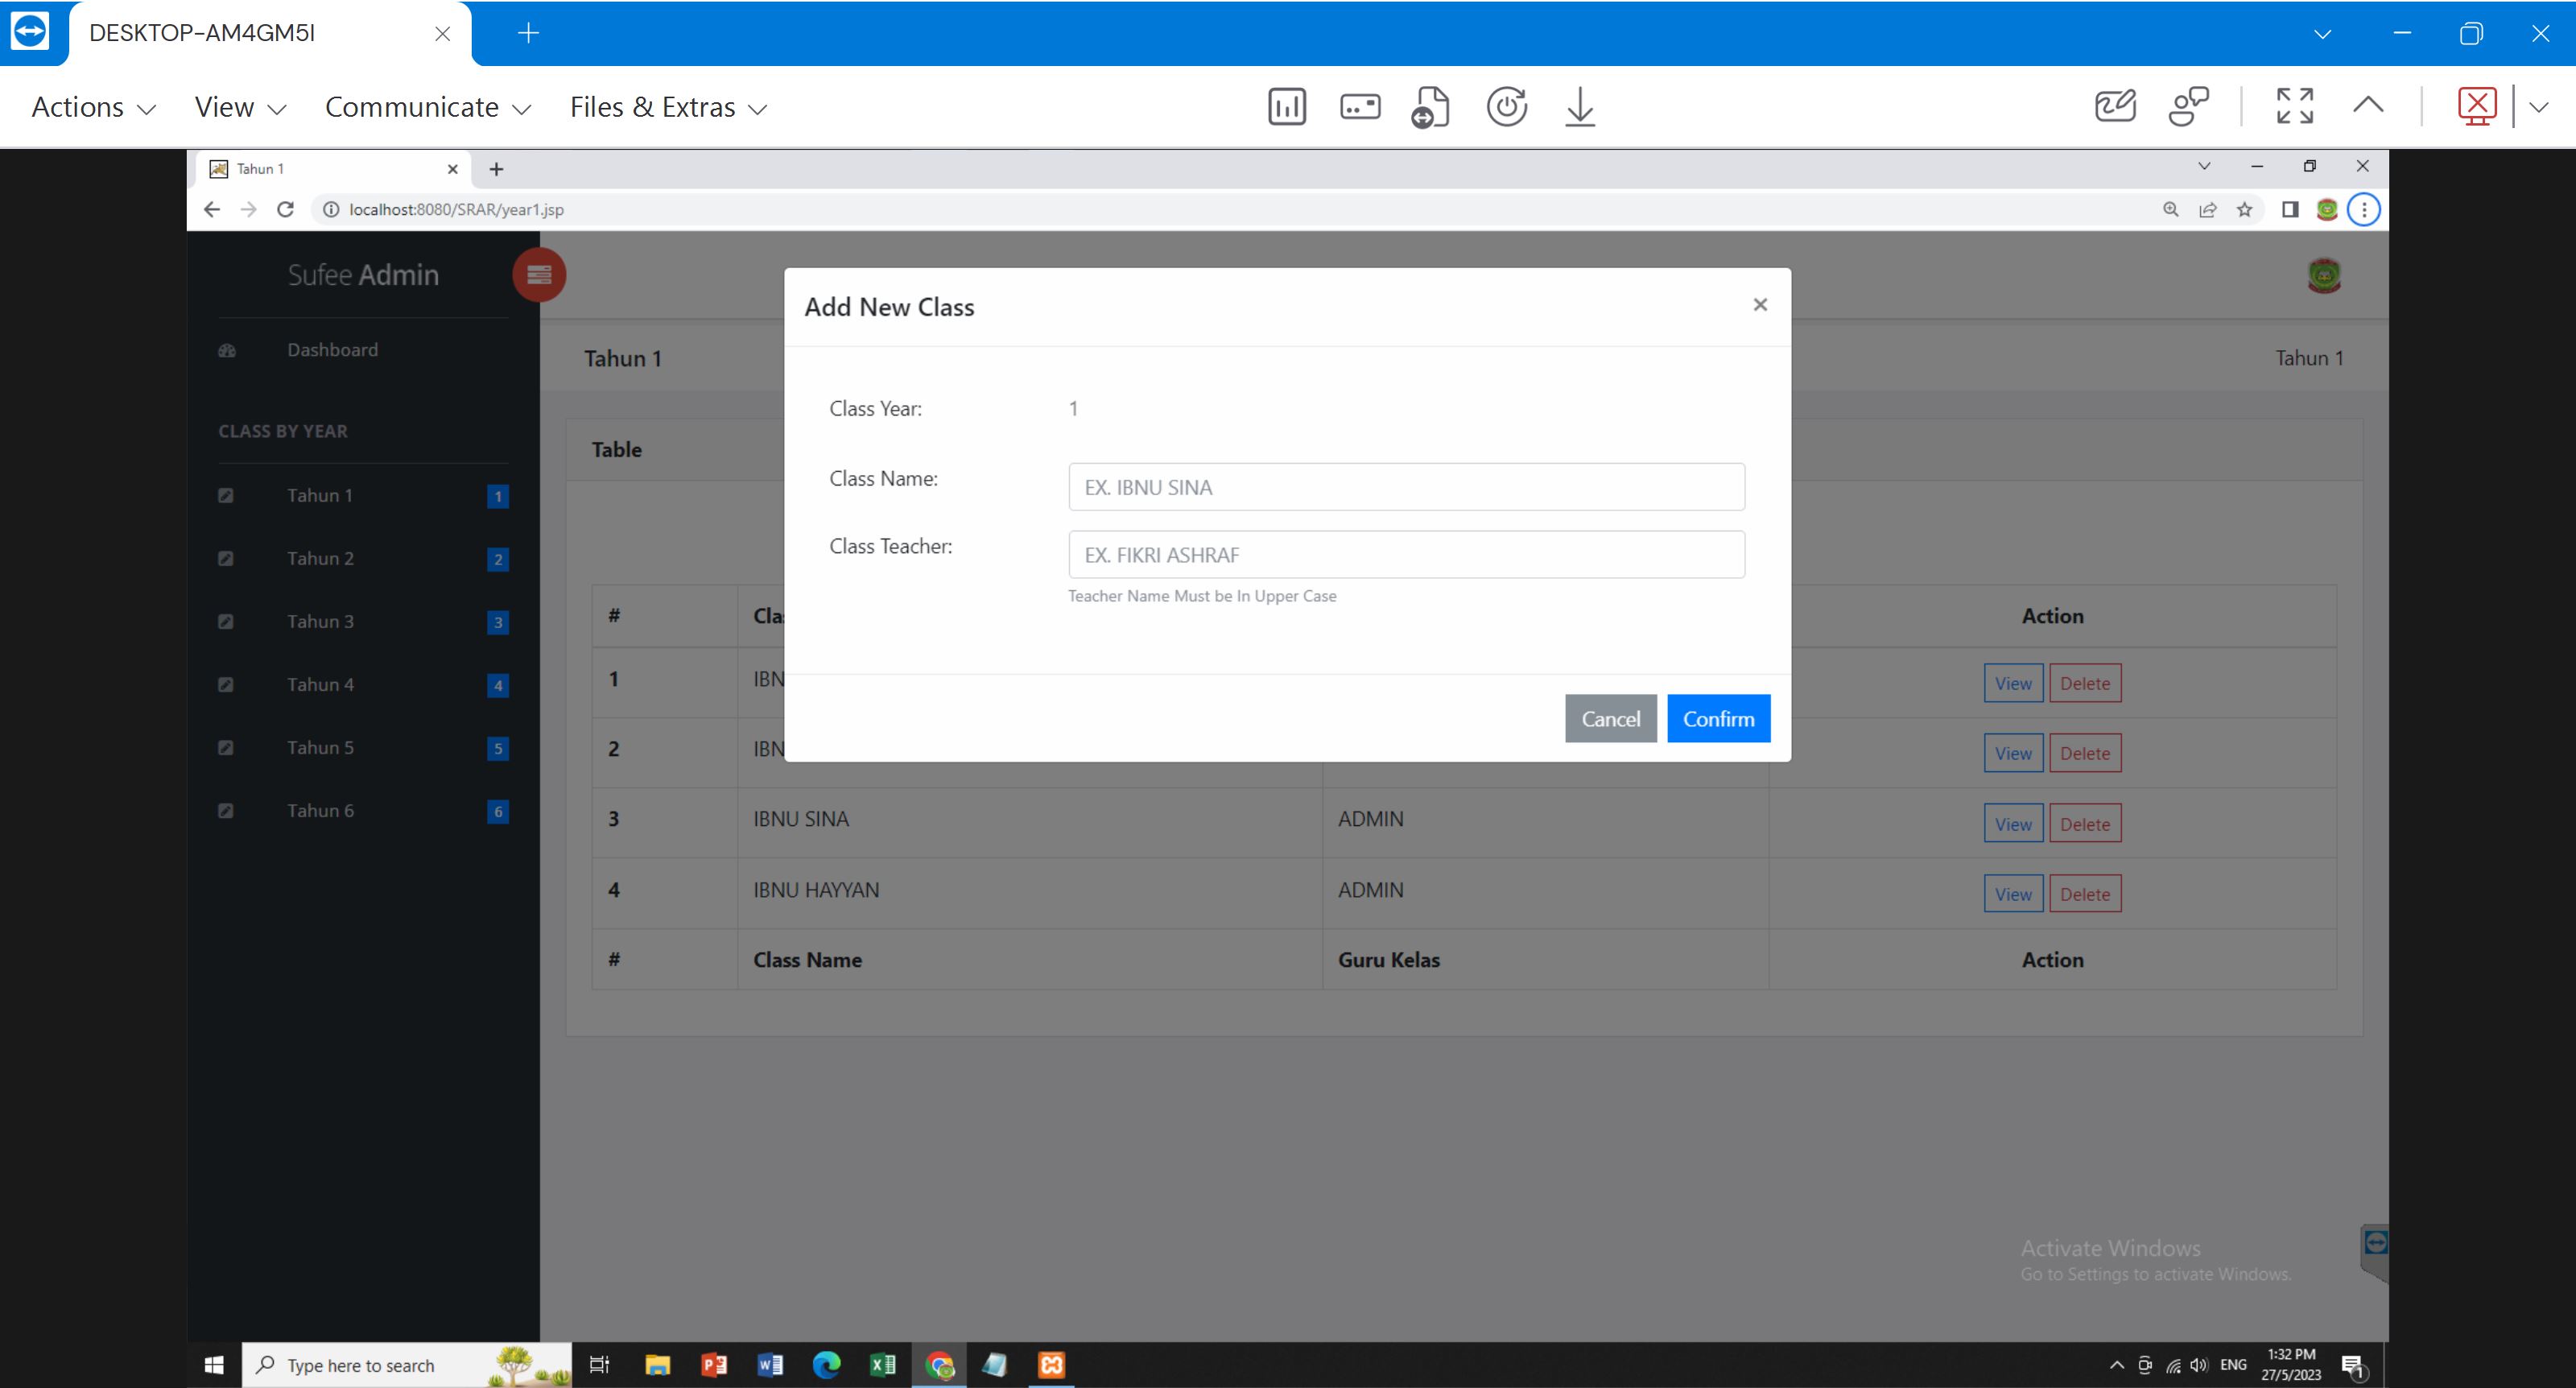 DESKTOP-AM4GM5I
Actions View Communicate Files & Extras
Tahun 1
localhost:8080/SRAR/year1.jsp
Sufee Admin
Dashboard
CLASS BY YEAR
Tahun 1 1
Tahun 2 2
Tahun 3 3
Tahun 4 4
Tahun 5 5
Tahun 6 6
Tahun 1 Tahun 1
Table
Add New Class
Class Year: 1
Class Name: EX. IBNU SINA
Class Teacher: EX. FIKRI ASHRAF
Teacher Name Must be In Upper Case
Cancel Confirm
# Action
1 IBN View Delete
2 IBN View Delete
3 IBNU SINA ADMIN View Delete
4 IBNU HAYYAN ADMIN View Delete
# Class Name Guru Kelas Action
Activate Windows
Go to Settings to activate Windows.
Type here to search
ENG
1:32 PM
27/5/2023
1